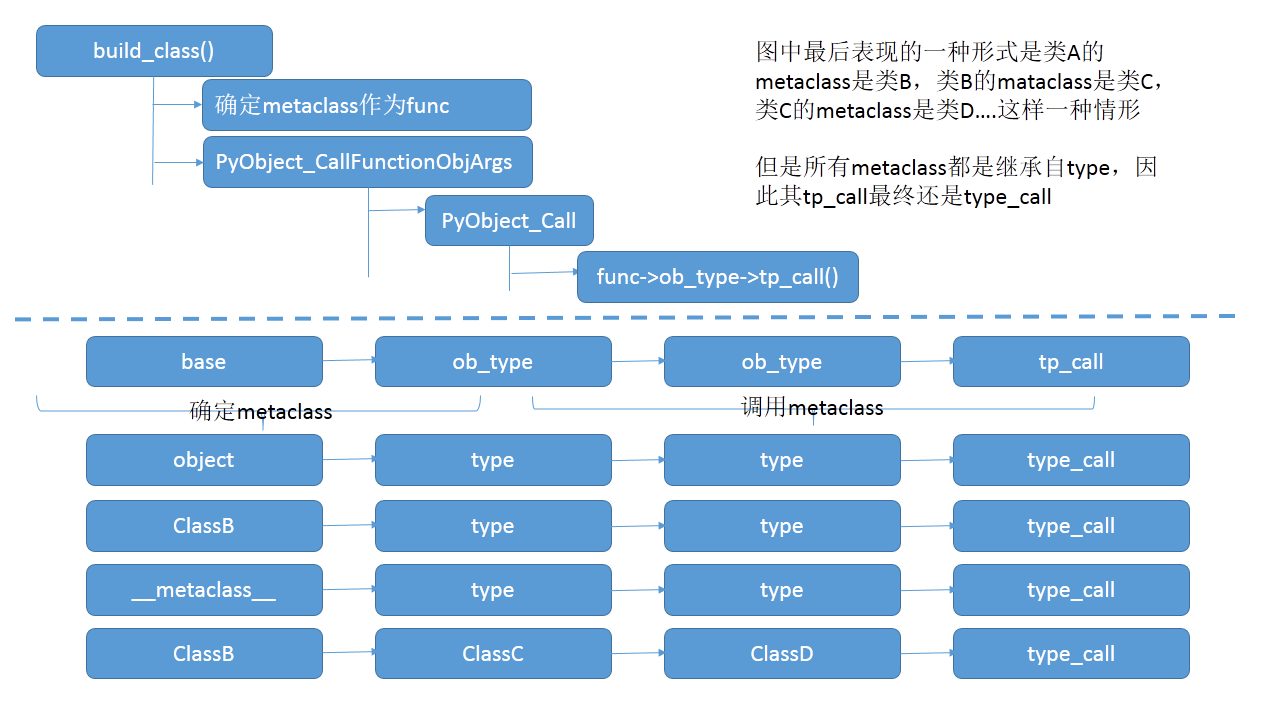 build_class()
确定metaclass作为func
PyObject_CallFunctionObjArgs
PyObject_Call
func->ob_type->tp_call()
图中最后表现的一种形式是类A的
metaclass是类B，类B的mataclass是类C，
类C的metaclass是类D....这样一种情形
但是所有metaclass都是继承自type，因
此其tp_call最终还是type_call
base ob_type ob_type tp_call
确定metaclass 调用metaclass
object type type type_call
ClassB type type type_call
__metaclass__ type type type_call
ClassB ClassC ClassD type_call